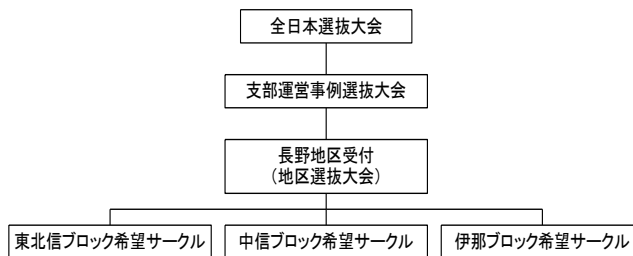 全日本選抜大会
支部運営事例選抜大会
長野地区受付
（地区選抜大会）
東北信ブロック希望サークル
中信ブロック希望サークル
伊那ブロック希望サークル